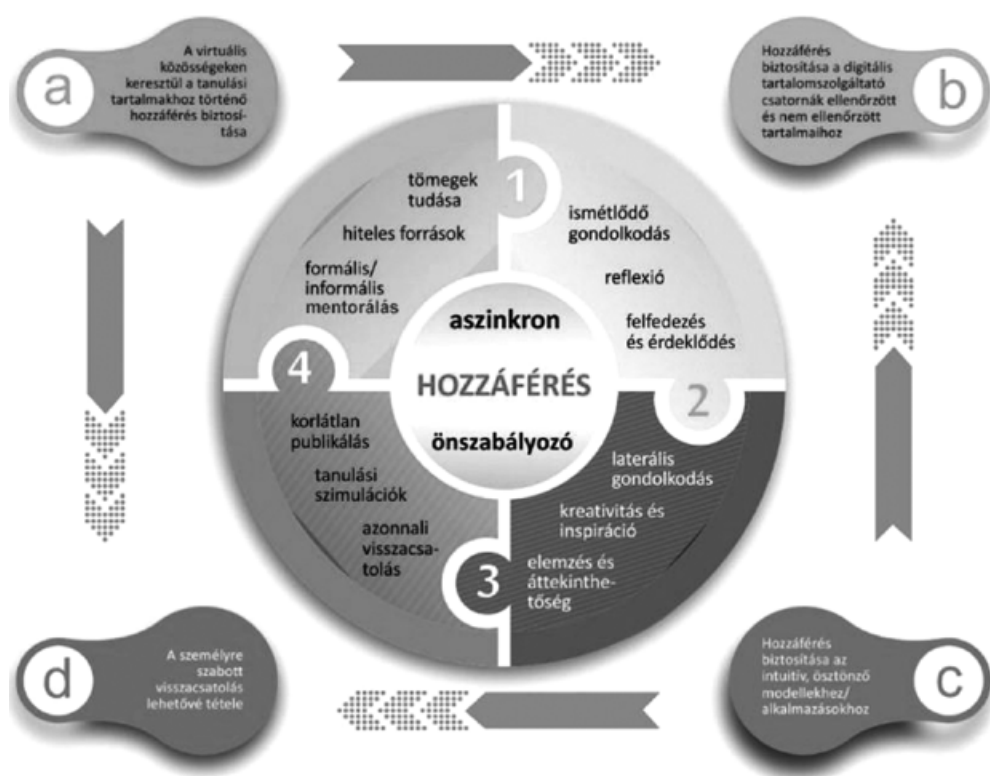 a
A virtuális
közösségeken
keresztül a tanulási
tartalmakhoz történő
hozzáférés biztosí-
tása
b
Hozzáférés
biztosítása a digitális
tartalomszolgáltató
csatornák ellenőrzött
és nem ellenőrzött
tartalmaihoz
1
tömegek
tudása
hiteles források
formális/
informális
mentorálás
ismétlődő
gondolkodás
reflexió
felfedezés
és érdeklődés
aszinkron
HOZZÁFÉRÉS
önszabályozó
4
2
korlátlan
publikálás
tanulási
szimulációk
azonnali
visszacsa-
tolás
laterális
gondolkodás
kreativitás és
inspiráció
elemzés és
áttekinthe-
tőség
3
d
A személyre
szabott
visszacsatolás
lehetővé tétele
Hozzáférés
biztosítása az
intuitív, ösztönző
modellekhez/
alkalmazásokhoz
c